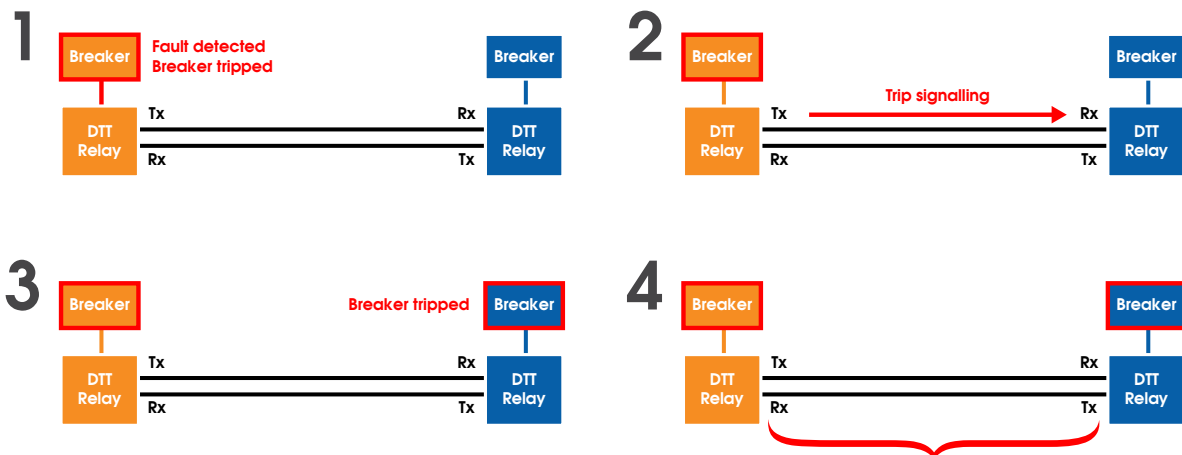 1
Breaker
Fault detected
Breaker tripped
Breaker
Tx
Rx
DTT
Relay
DTT
Relay
Rx
Tx
2
Breaker
Breaker
Trip signalling
Tx
Rx
DTT
Relay
DTT
Relay
Rx
Tx
3
Breaker
Breaker tripped
Breaker
Tx
Rx
DTT
Relay
DTT
Relay
Rx
Tx
4
Breaker
Breaker
Tx
Rx
DTT
Relay
DTT
Relay
Rx
Tx